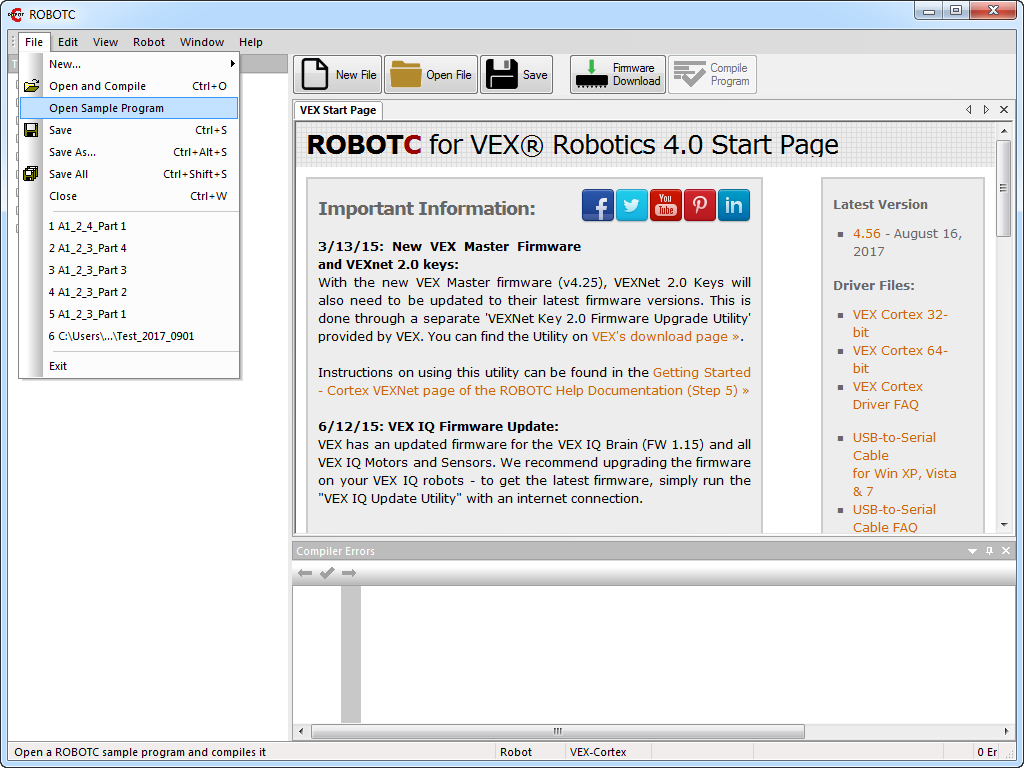 ROBOTC
File Edit View Robot Window Help
New...
Open and Compile Ctrl+O
Open Sample Program
Save Ctrl+S
Save As... Ctrl+Alt+S
Save All Ctrl+Shift+S
Close Ctrl+W
1 A1_2_4_Part 1
2 A1_2_3_Part 4
3 A1_2_3_Part 3
4 A1_2_3_Part 2
5 A1_2_3_Part 1
6 C:\Users\...\Test_2017_0901
Exit
New File
Open File
Save
Firmware
Download
Compile
Program
VEX Start Page
ROBOTC for VEX® Robotics 4.0 Start Page
Important Information:
f
You
Tube
in
3/13/15: New VEX Master Firmware
and VEXnet 2.0 keys:
With the new VEX Master firmware (v4.25), VEXNet 2.0 Keys will
also need to be updated to their latest firmware versions. This is
done through a separate 'VEXNet Key 2.0 Firmware Upgrade Utility'
provided by VEX. You can find the Utility on VEX's download page ».
Instructions on using this utility can be found in the Getting Started
- Cortex VEXNet page of the ROBOTC Help Documentation (Step 5) »
6/12/15: VEX IQ Firmware Update:
VEX has an updated firmware for the VEX IQ Brain (FW 1.15) and all
VEX IQ Motors and Sensors. We recommend upgrading the firmware
on your VEX IQ robots - to get the latest firmware, simply run the
"VEX IQ Update Utility" with an internet connection.
Latest Version
4.56 - August 16,
2017
Driver Files:
VEX Cortex 32-
bit
VEX Cortex 64-
bit
VEX Cortex
Driver FAQ
USB-to-Serial
Cable
for Win XP, Vista
& 7
USB-to-Serial
Cable FAQ
Compiler Errors
Open a ROBOTC sample program and compiles it
Robot
VEX-Cortex
0 Er